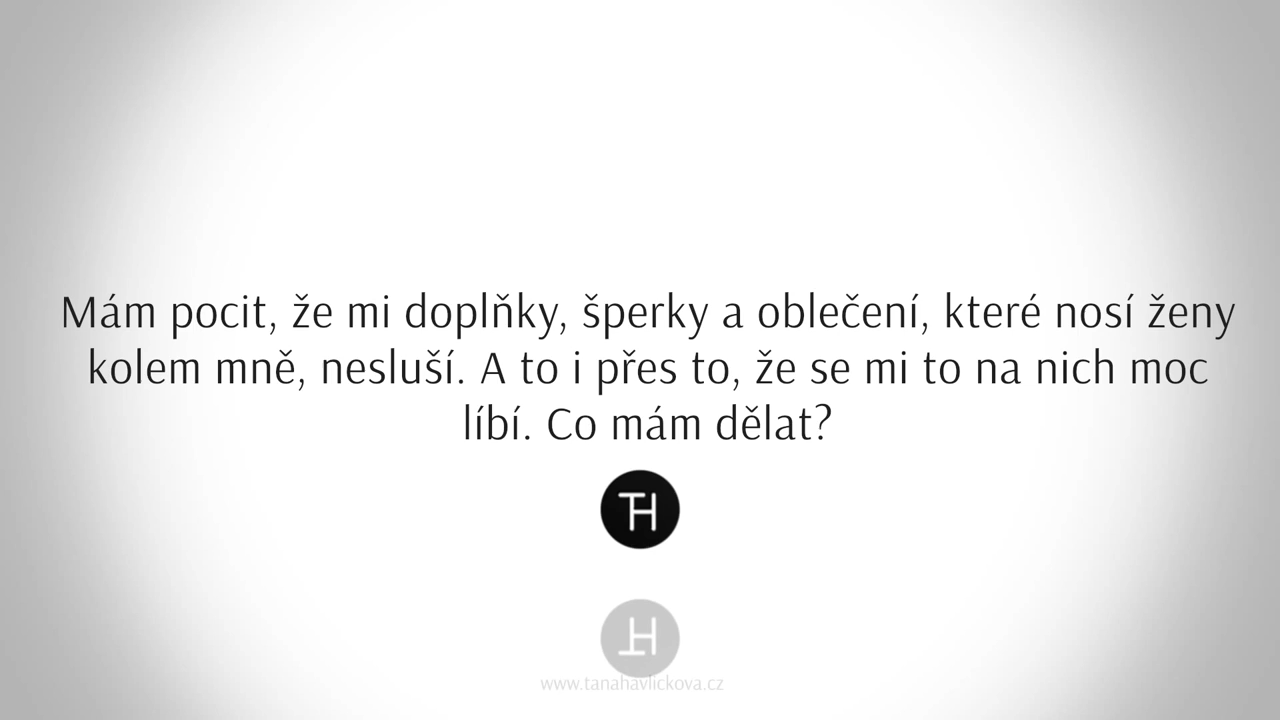 Mám pocit, že mi doplňky, šperky a oblečení, které nosí ženy
kolem mně, nesluší. A to i přes to, že se mi to na nich moc
líbí. Co mám dělat?
TH
www.tanahavlickova.cz